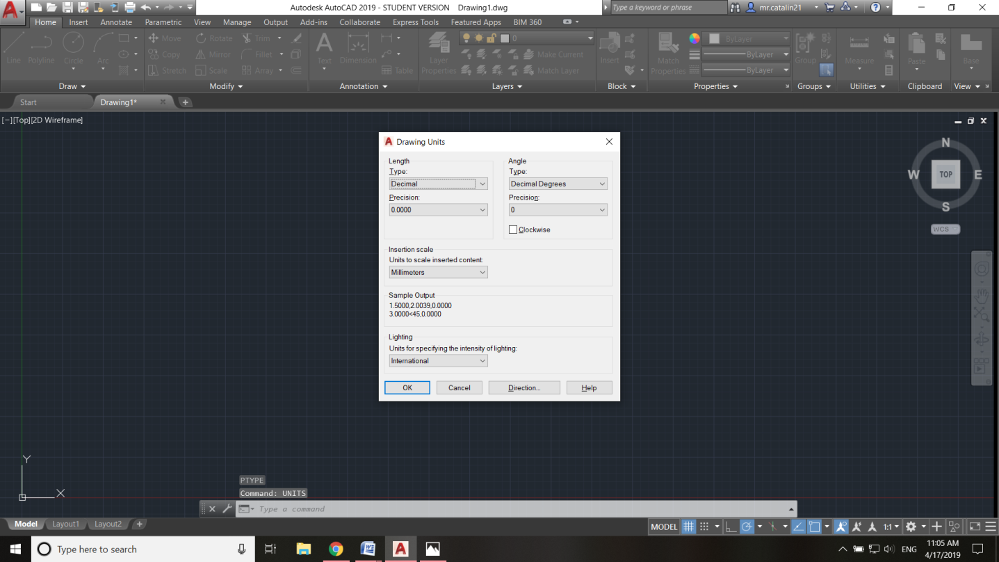 Autodesk AutoCAD 2019 - STUDENT VERSION Drawing1.dwg
Type a keyword or phrase
mr.catalin21
Home Insert Annotate Parametric View Manage Output Add-ins Collaborate Express Tools Featured Apps BIM 360
Line Polyline Circle Arc
Move Rotate Trim
Copy Mirror Fillet
Stretch Scale Array
Text Dimension Table
Layer Properties
0
Make Current
Match Layer
Insert
Match Properties
ByLayer
ByLayer
ByLayer
Group
Measure
Paste
Base
Draw Modify Annotation Layers Block Properties Groups Utilities Clipboard View
Start Drawing1*
[−][Top][2D Wireframe]
N
W TOP E
S
WCS
Drawing Units
Length
Type:
Decimal
Precision:
0.0000
Angle
Type:
Decimal Degrees
Precision:
0
Clockwise
Insertion scale
Units to scale inserted content:
Millimeters
Sample Output
1.5000,2.0039,0.0000
3.0000<45,0.0000
Lighting
Units for specifying the intensity of lighting:
International
OK Cancel Direction... Help
Y
X
PTYPE
Command: UNITS
Type a command
Model Layout1 Layout2
MODEL 1:1
Type here to search
ENG
11:05 AM
4/17/2019